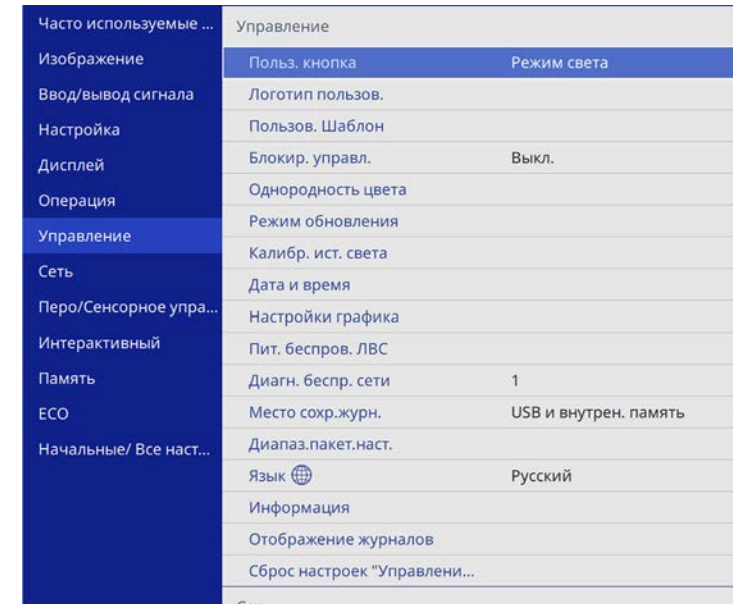 Часто используемые ...
Изображение
Ввод/вывод сигнала
Настройка
Дисплей
Операция
Управление
Сеть
Перо/Сенсорное упра...
Интерактивный
Память
ECO
Начальные/ Все наст...
Управление
Польз. кнопка Режим света
Логотип пользов.
Пользов. Шаблон
Блокир. управл. Выкл.
Однородность цвета
Режим обновления
Калибр. ист. света
Дата и время
Настройки графика
Пит. беспров. ЛВС
Диагн. беспр. сети 1
Место сохр.журн. USB и внутрен. память
Диапаз.пакет.наст.
Язык Русский
Информация
Отображение журналов
Сброс настроек "Управлени...